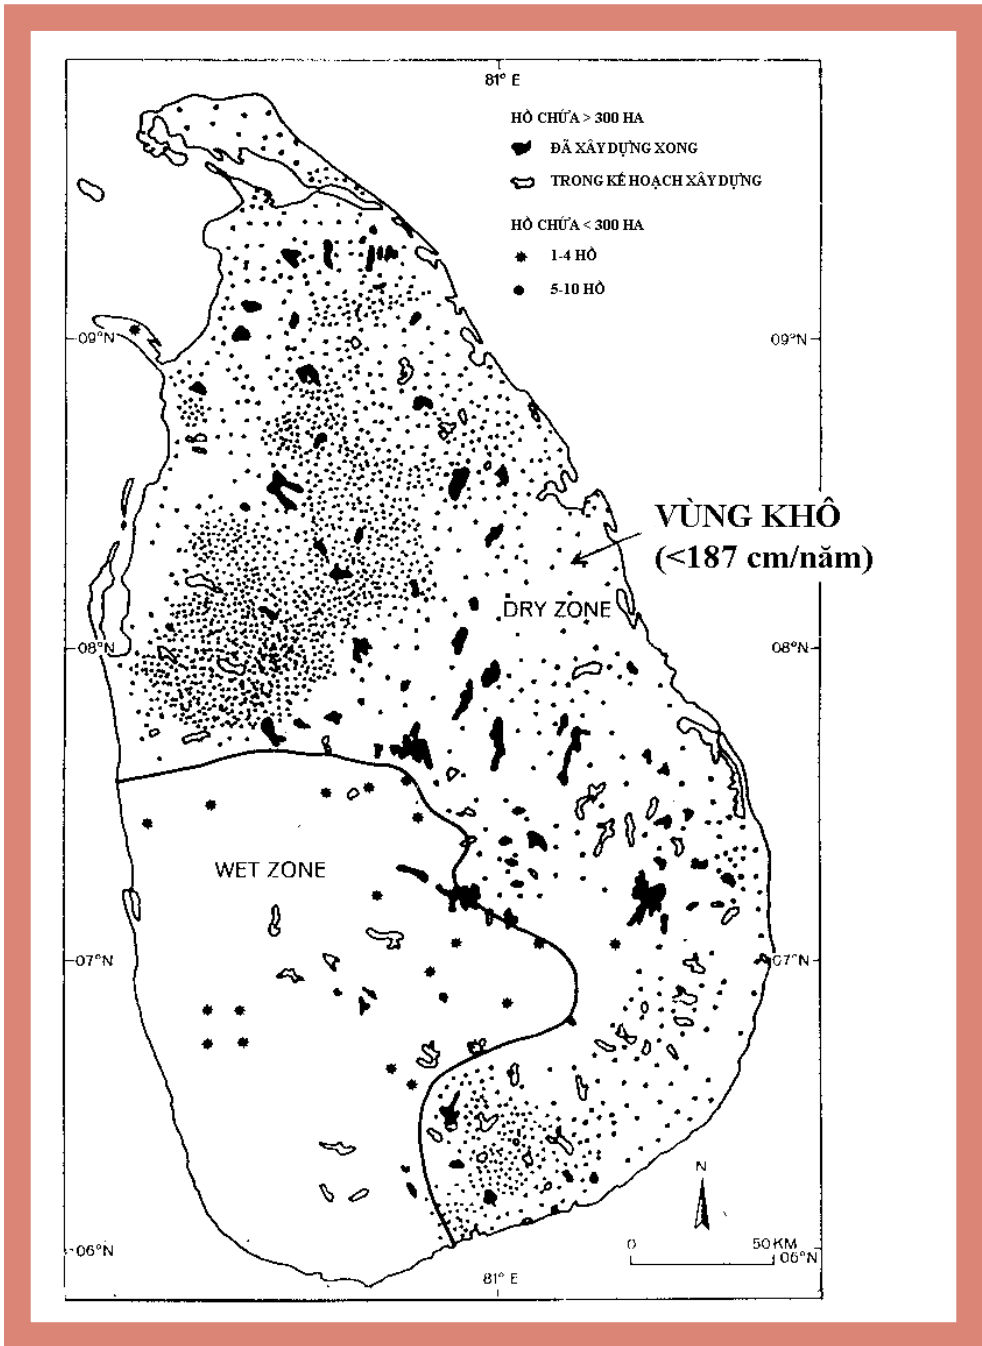 81° E
HỒ CHỨA > 300 HA
ĐÃ XÂY DỰNG XONG
TRONG KẾ HOẠCH XÂY DỰNG
HỒ CHỨA < 300 HA
1-4 HỒ
5-10 HỒ
09°N
09°N
VÙNG KHÔ
(<187 cm/năm)
DRY ZONE
08°N
08°N
WET ZONE
07°N
07°N
N
0 50 KM
06°N
06°N
81° E